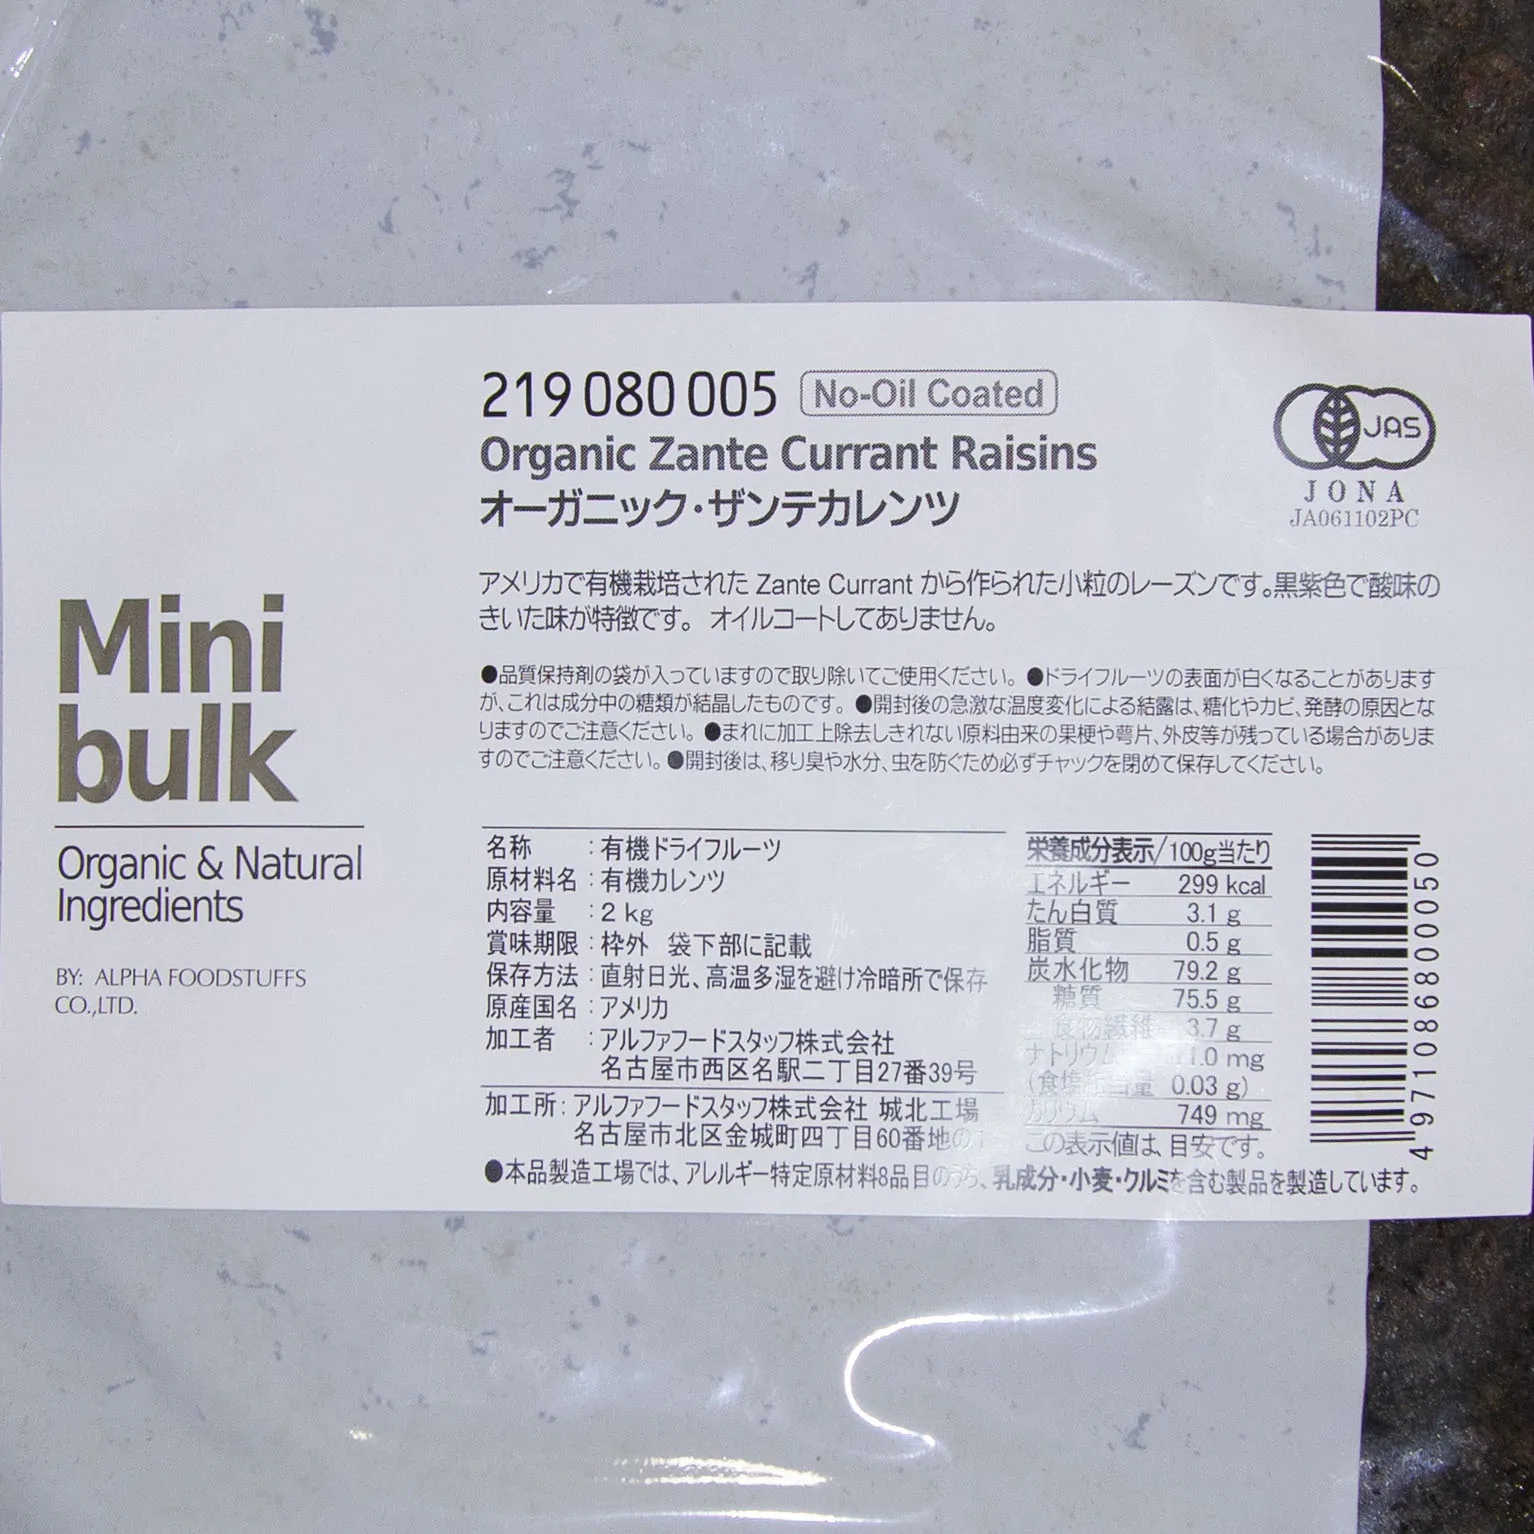 219 080 005 No-Oil Coated
Organic Zante Currant Raisins
オーガニック・ザンテカレンツ
JAS
JONA
JA061102PC
アメリカで有機栽培された Zante Currant から作られた小粒のレーズンです。黒紫色で酸味の
きいた味が特徴です。 オイルコートしてありません。
●品質保持剤の袋が入っていますので取り除いてご使用ください。 ●ドライフルーツの表面が白くなることがあります
が、これは成分中の糖類が結晶したものです。 ●開封後の急激な温度変化による結露は、糖化やカビ、発酵の原因とな
りますのでご注意ください。 ●まれに加工上除去しきれない原料由来の果梗や萼片、外皮等が残っている場合がありま
すのでご注意ください。 ●開封後は、移り臭や水分、虫を防ぐため必ずチャックを閉めて保存してください。
Mini
bulk
Organic & Natural
Ingredients
BY: ALPHA FOODSTUFFS
CO.,LTD.
名称 : 有機ドライフルーツ
原材料名 : 有機カレンツ
内容量 : 2 kg
賞味期限 : 枠外 袋下部に記載
保存方法 : 直射日光、高温多湿を避け冷暗所で保存
原産国名 : アメリカ
加工者 : アルファフードスタッフ株式会社
名古屋市西区名駅二丁目27番39号
加工所: アルファフードスタッフ株式会社 城北工場
名古屋市北区金城町四丁目60番地の
栄養成分表示/100g当たり
エネルギー 299 kcal
たん白質 3.1 g
脂質 0.5 g
炭水化物 79.2 g
糖質 75.5 g
食物繊維 3.7 g
ナトリウム mg
(食塩相当量 0.03 g)
カリウム 749 mg
この表示値は、目安です。
●本品製造工場では、アレルギー特定原材料8品目のうち、乳成分・小麦・クルミを含む製品を製造しています。
4971086800050